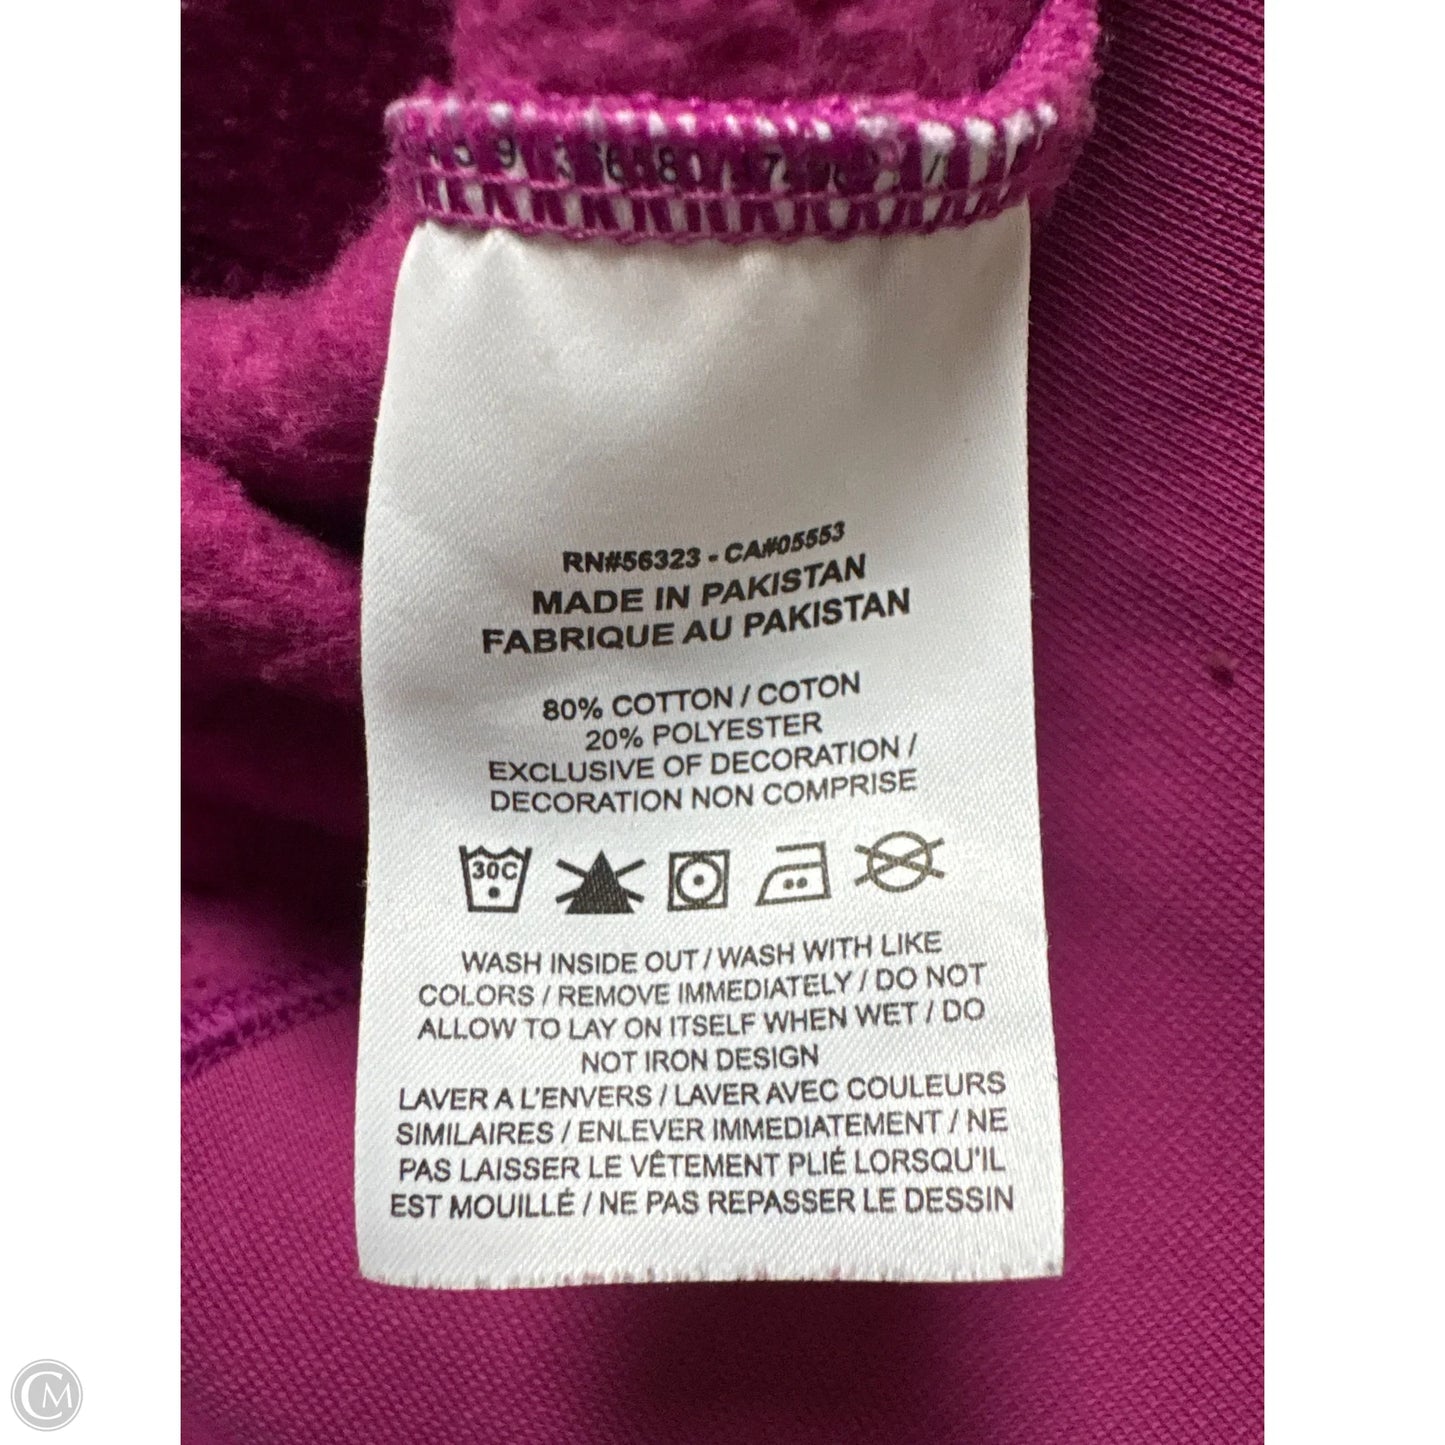 RN#56323 - CA#05553
MADE IN PAKISTAN
FABRIQUE AU PAKISTAN
80% COTTON / COTON
20% POLYESTER
EXCLUSIVE OF DECORATION /
DECORATION NON COMPRISE
30C
WASH INSIDE OUT / WASH WITH LIKE
COLORS / REMOVE IMMEDIATELY / DO NOT
ALLOW TO LAY ON ITSELF WHEN WET / DO
NOT IRON DESIGN
LAVER A L'ENVERS / LAVER AVEC COULEURS
SIMILAIRES / ENLEVER IMMEDIATEMENT / NE
PAS LAISSER LE VÊTEMENT PLIÉ LORSQU'IL
EST MOUILLÉ / NE PAS REPASSER LE DESSIN
CM